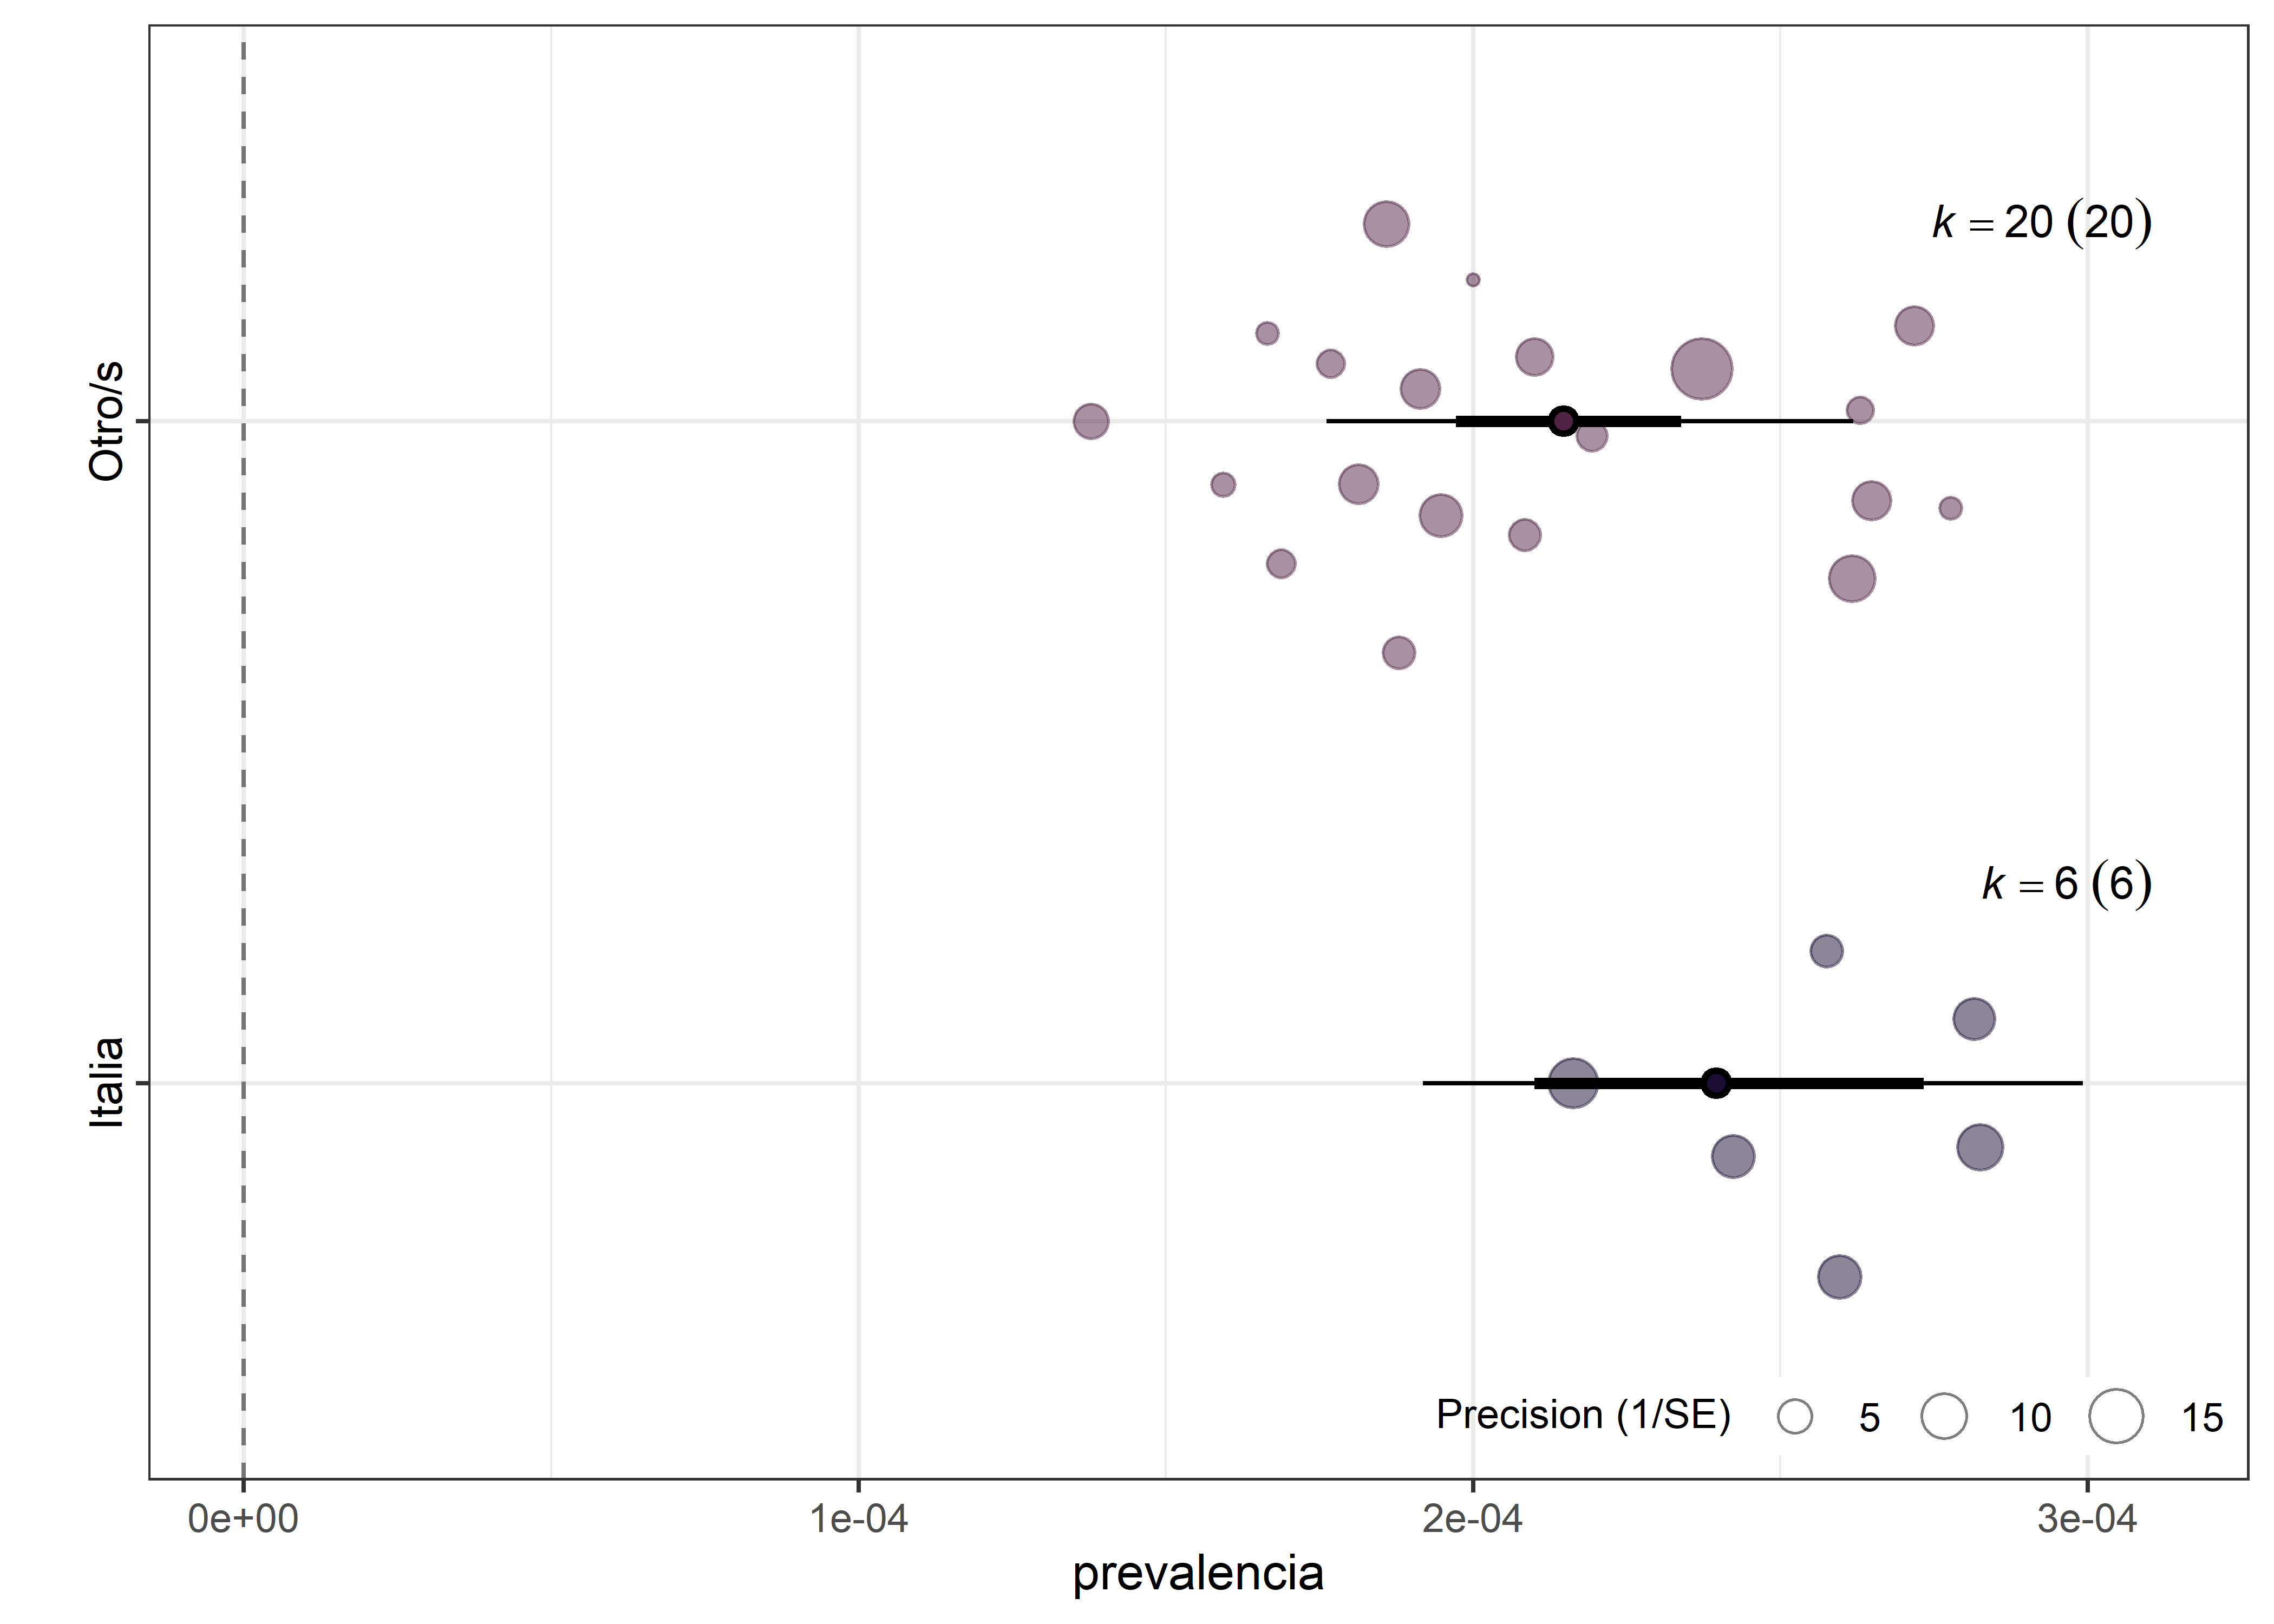 k = 20 (20)
Otro/s
k = 6 (6)
Italia
Precision (1/SE) 5 10 15
0e+00 1e-04 2e-04 3e-04
prevalencia